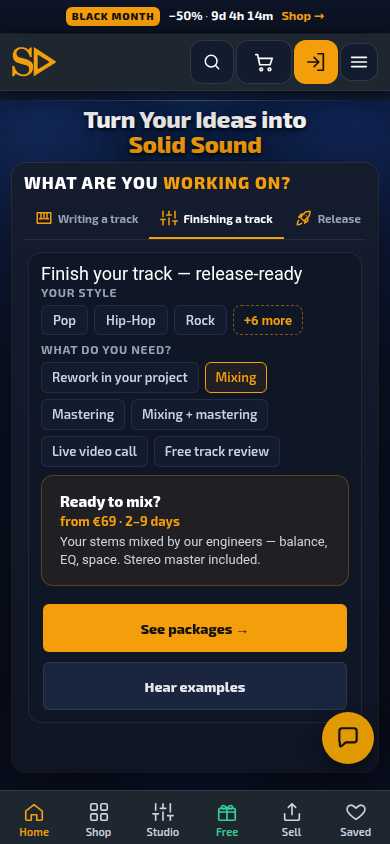 BLACK MONTH −50% · 9d 4h 14m Shop →
SD
Turn Your Ideas into
Solid Sound
WHAT ARE YOU WORKING ON?
Writing a track Finishing a track Release
Finish your track — release-ready
YOUR STYLE
Pop Hip-Hop Rock +6 more
WHAT DO YOU NEED?
Rework in your project Mixing
Mastering Mixing + mastering
Live video call Free track review
Ready to mix?
from €69 · 2–9 days
Your stems mixed by our engineers — balance,
EQ, space. Stereo master included.
See packages →
Hear examples
Home Shop Studio Free Sell Saved